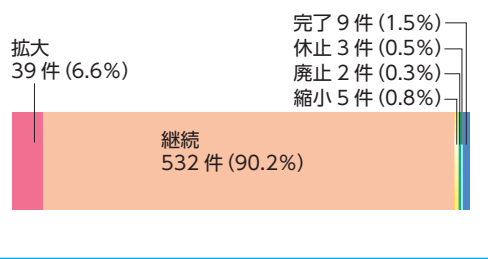 拡大
39 件（6.6%）
継続
532 件（90.2%）
完了 9 件（1.5%）
休止 3 件（0.5%）
廃止 2 件（0.3%）
縮小 5 件（0.8%）